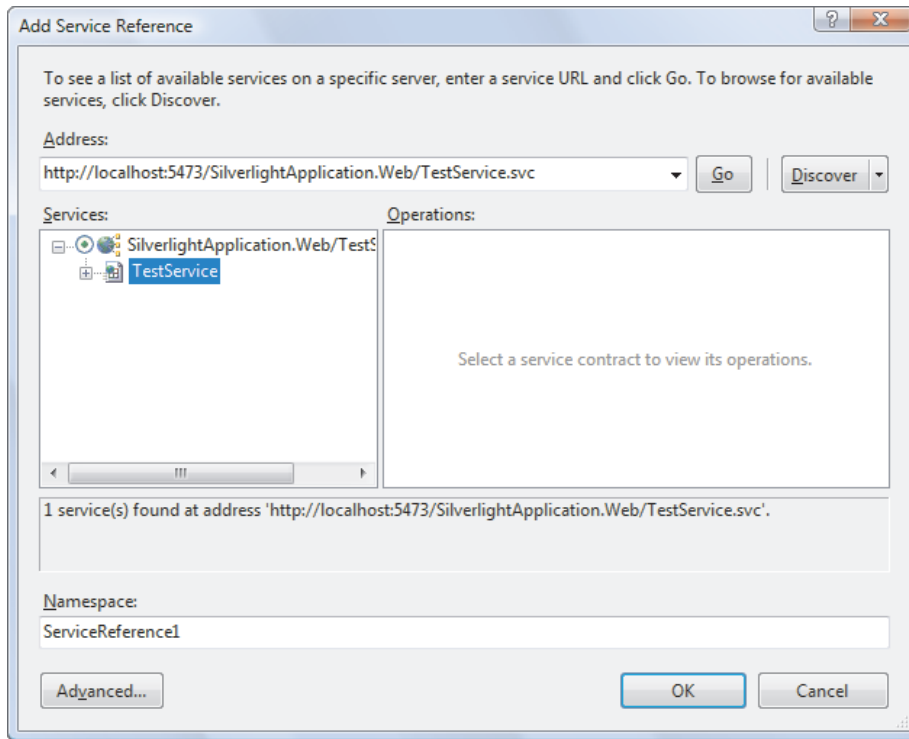 Add Service Reference
To see a list of available services on a specific server, enter a service URL and click Go. To browse for available
services, click Discover.
Address:
http://localhost:5473/SilverlightApplication.Web/TestService.svc
Go
Discover
Services:
Operations:
SilverlightApplication.Web/TestS
TestService
Select a service contract to view its operations.
1 service(s) found at address 'http://localhost:5473/SilverlightApplication.Web/TestService.svc'.
Namespace:
ServiceReference1
Advanced...
OK
Cancel